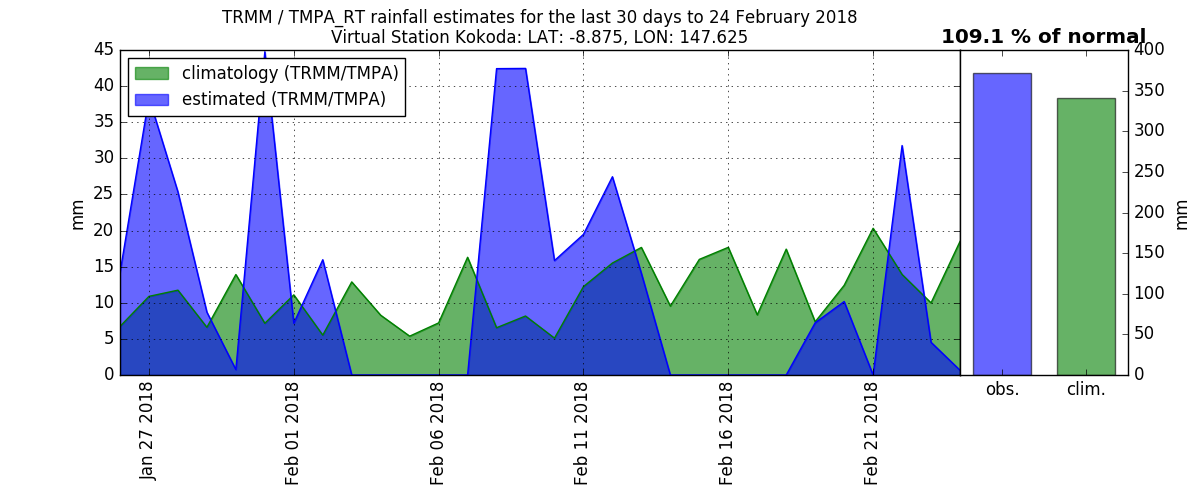 TRMM / TMPA_RT rainfall estimates for the last 30 days to 24 February 2018
Virtual Station Kokoda: LAT: -8.875, LON: 147.625
109.1 % of normal
climatology (TRMM/TMPA)
estimated (TRMM/TMPA)
45
40
35
30
25
20
15
10
5
0
mm
Jan 27 2018
Feb 01 2018
Feb 06 2018
Feb 11 2018
Feb 16 2018
Feb 21 2018
obs.
clim.
400
350
300
250
200
150
100
50
0
mm